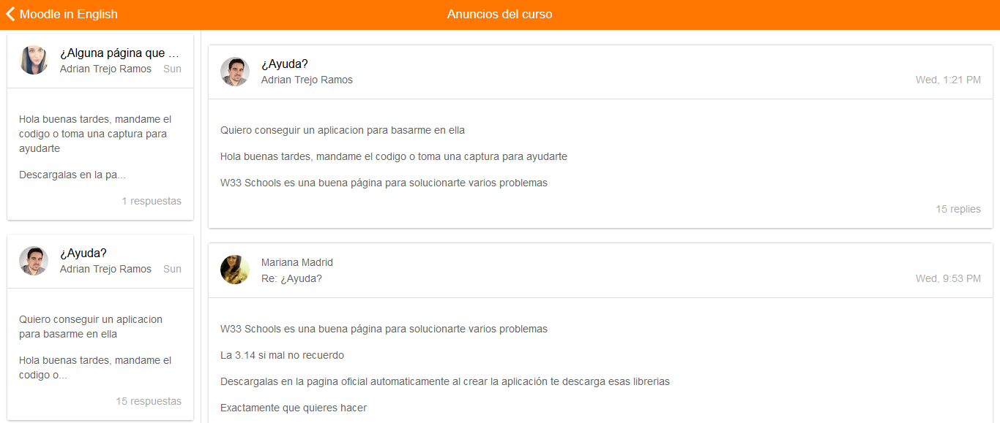 Moodle in English
Anuncios del curso
¿Alguna página que ...
Adrian Trejo Ramos
Sun
Hola buenas tardes, mandame el
codigo o toma una captura para
ayudarte
Descargalas en la pa...
1 respuestas
¿Ayuda?
Adrian Trejo Ramos
Sun
Quiero conseguir un aplicacion
para basarme en ella
Hola buenas tardes, mandame el
codigo o...
15 respuestas
¿Ayuda?
Adrian Trejo Ramos
Wed, 1:21 PM
Quiero conseguir un aplicacion para basarme en ella
Hola buenas tardes, mandame el codigo o toma una captura para ayudarte
W33 Schools es una buena página para solucionarte varios problemas
15 replies
Mariana Madrid
Re: ¿Ayuda?
Wed, 9:53 PM
W33 Schools es una buena página para solucionarte varios problemas
La 3.14 si mal no recuerdo
Descargalas en la pagina oficial automaticamente al crear la aplicación te descarga esas librerias
Exactamente que quieres hacer